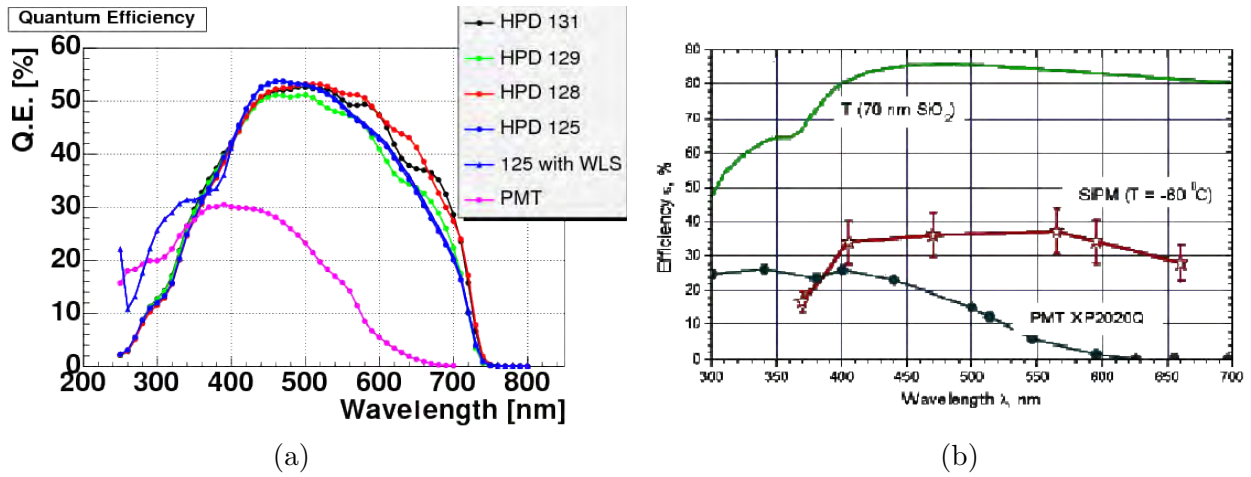 Quantum Efficiency
Q.E. [%]
60
50
40
30
20
10
0
200
300
400
500
600
700
800
Wavelength [nm]
HPD 131
HPD 129
HPD 128
HPD 125
125 with WLS
PMT
(a)
Efficiency ε, %
90
80
70
60
50
40
30
20
10
0
300
350
400
450
500
550
600
650
700
Wavelength λ, nm
T (70 nm SiO₂)
SiPM (T = -60 ⁰C)
PMT XP2020Q
(b)